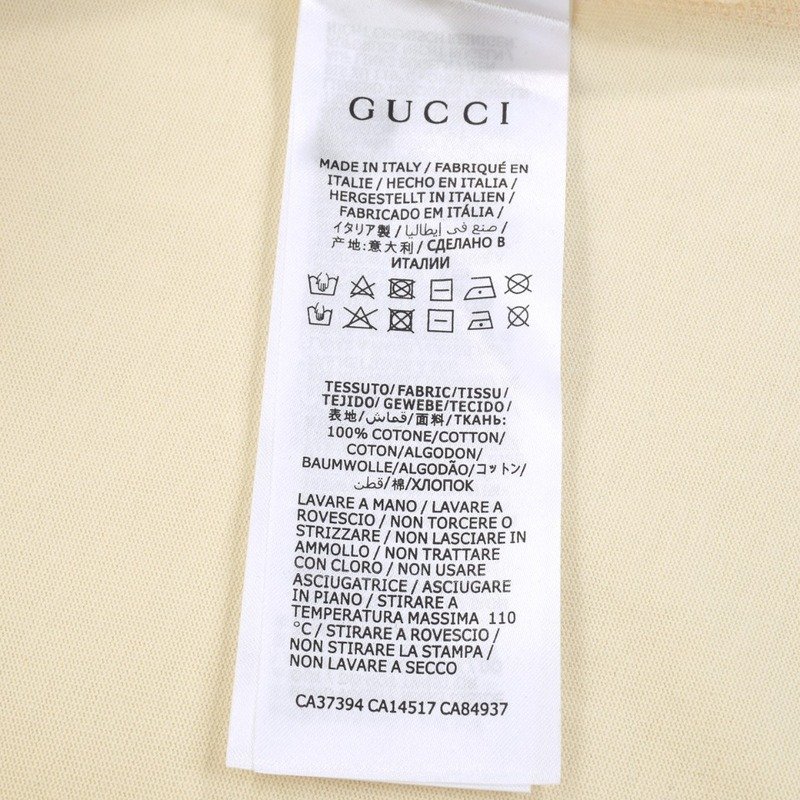 GUCCI
MADE IN ITALY / FABRIQUÉ EN
ITALIE / HECHO EN ITALIA /
HERGESTELLT IN ITALIEN /
FABRICADO EM ITÁLIA /
イタリア製 / صنع في إيطاليا /
产地:意大利 / СДЕЛАНО В
ИТАЛИИ
TESSUTO/FABRIC/TISSU/
TEJIDO/ GEWEBE/TECIDO/
表地/قماش/面料/ТКАНЬ:
100% COTONE/COTTON/
COTON/ALGODON/
BAUMWOLLE/ALGODÃO/コットン/
قطن/棉/ХЛОПОК
LAVARE A MANO / LAVARE A
ROVESCIO / NON TORCERE O
STRIZZARE / NON LASCIARE IN
AMMOLLO / NON TRATTARE
CON CLORO / NON USARE
ASCIUGATRICE / ASCIUGARE
IN PIANO / STIRARE A
TEMPERATURA MASSIMA 110
°C / STIRARE A ROVESCIO /
NON STIRARE LA STAMPA /
NON LAVARE A SECCO
CA37394 CA14517 CA84937